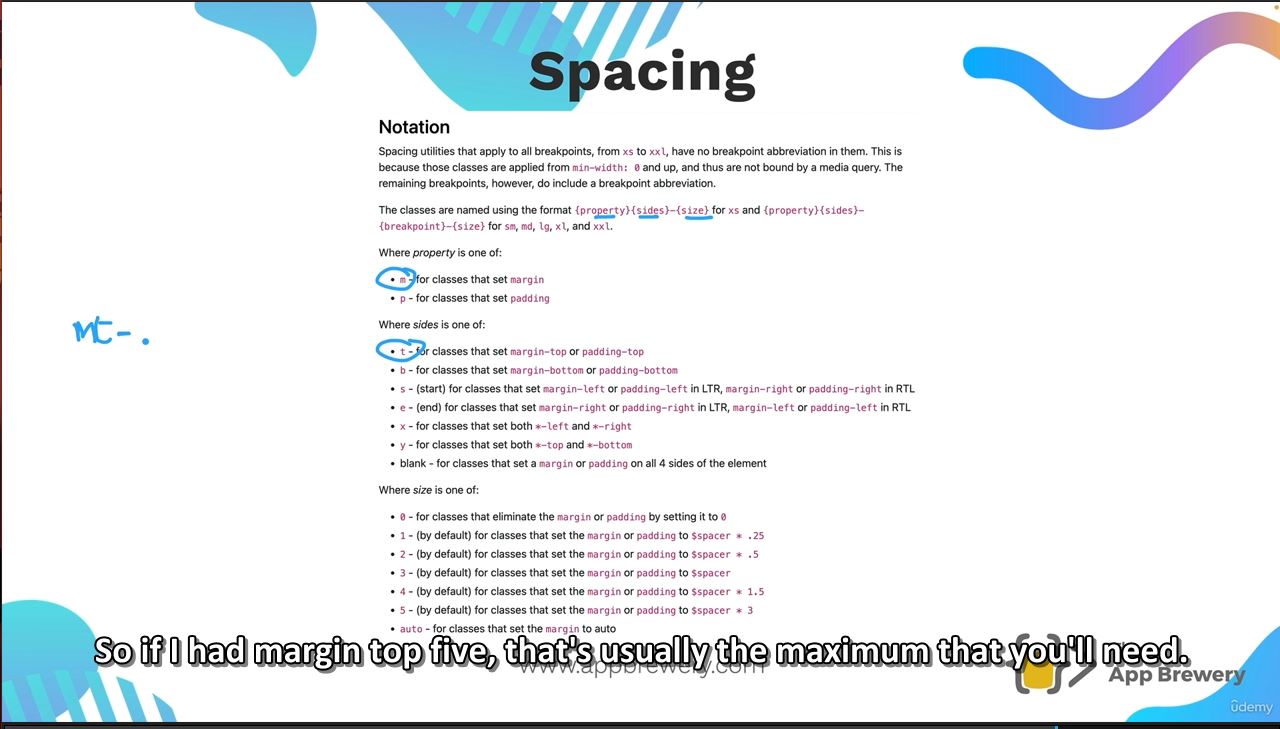 Spacing
Notation
Spacing utilities that apply to all breakpoints, from xs to xxl, have no breakpoint abbreviation in them. This is
because those classes are applied from min-width: 0 and up, and thus are not bound by a media query. The
remaining breakpoints, however, do include a breakpoint abbreviation.
The classes are named using the format {property}{sides}-{size} for xs and {property}{sides}-
{breakpoint}-{size} for sm, md, lg, xl, and xxl.
Where property is one of:
• m - for classes that set margin
• p - for classes that set padding
Where sides is one of:
mt - .
• t - for classes that set margin-top or padding-top
• b - for classes that set margin-bottom or padding-bottom
• s - (start) for classes that set margin-left or padding-left in LTR, margin-right or padding-right in RTL
• e - (end) for classes that set margin-right or padding-right in LTR, margin-left or padding-left in RTL
• x - for classes that set both *-left and *-right
• y - for classes that set both *-top and *-bottom
• blank - for classes that set a margin or padding on all 4 sides of the element
Where size is one of:
• 0 - for classes that eliminate the margin or padding by setting it to 0
• 1 - (by default) for classes that set the margin or padding to $spacer * .25
• 2 - (by default) for classes that set the margin or padding to $spacer * .5
• 3 - (by default) for classes that set the margin or padding to $spacer
• 4 - (by default) for classes that set the margin or padding to $spacer * 1.5
• 5 - (by default) for classes that set the margin or padding to $spacer * 3
• auto - for classes that set the margin to auto
So if I had margin top five, that's usually the maximum that you'll need.
www.appbrewery.com
App Brewery
ûdemy